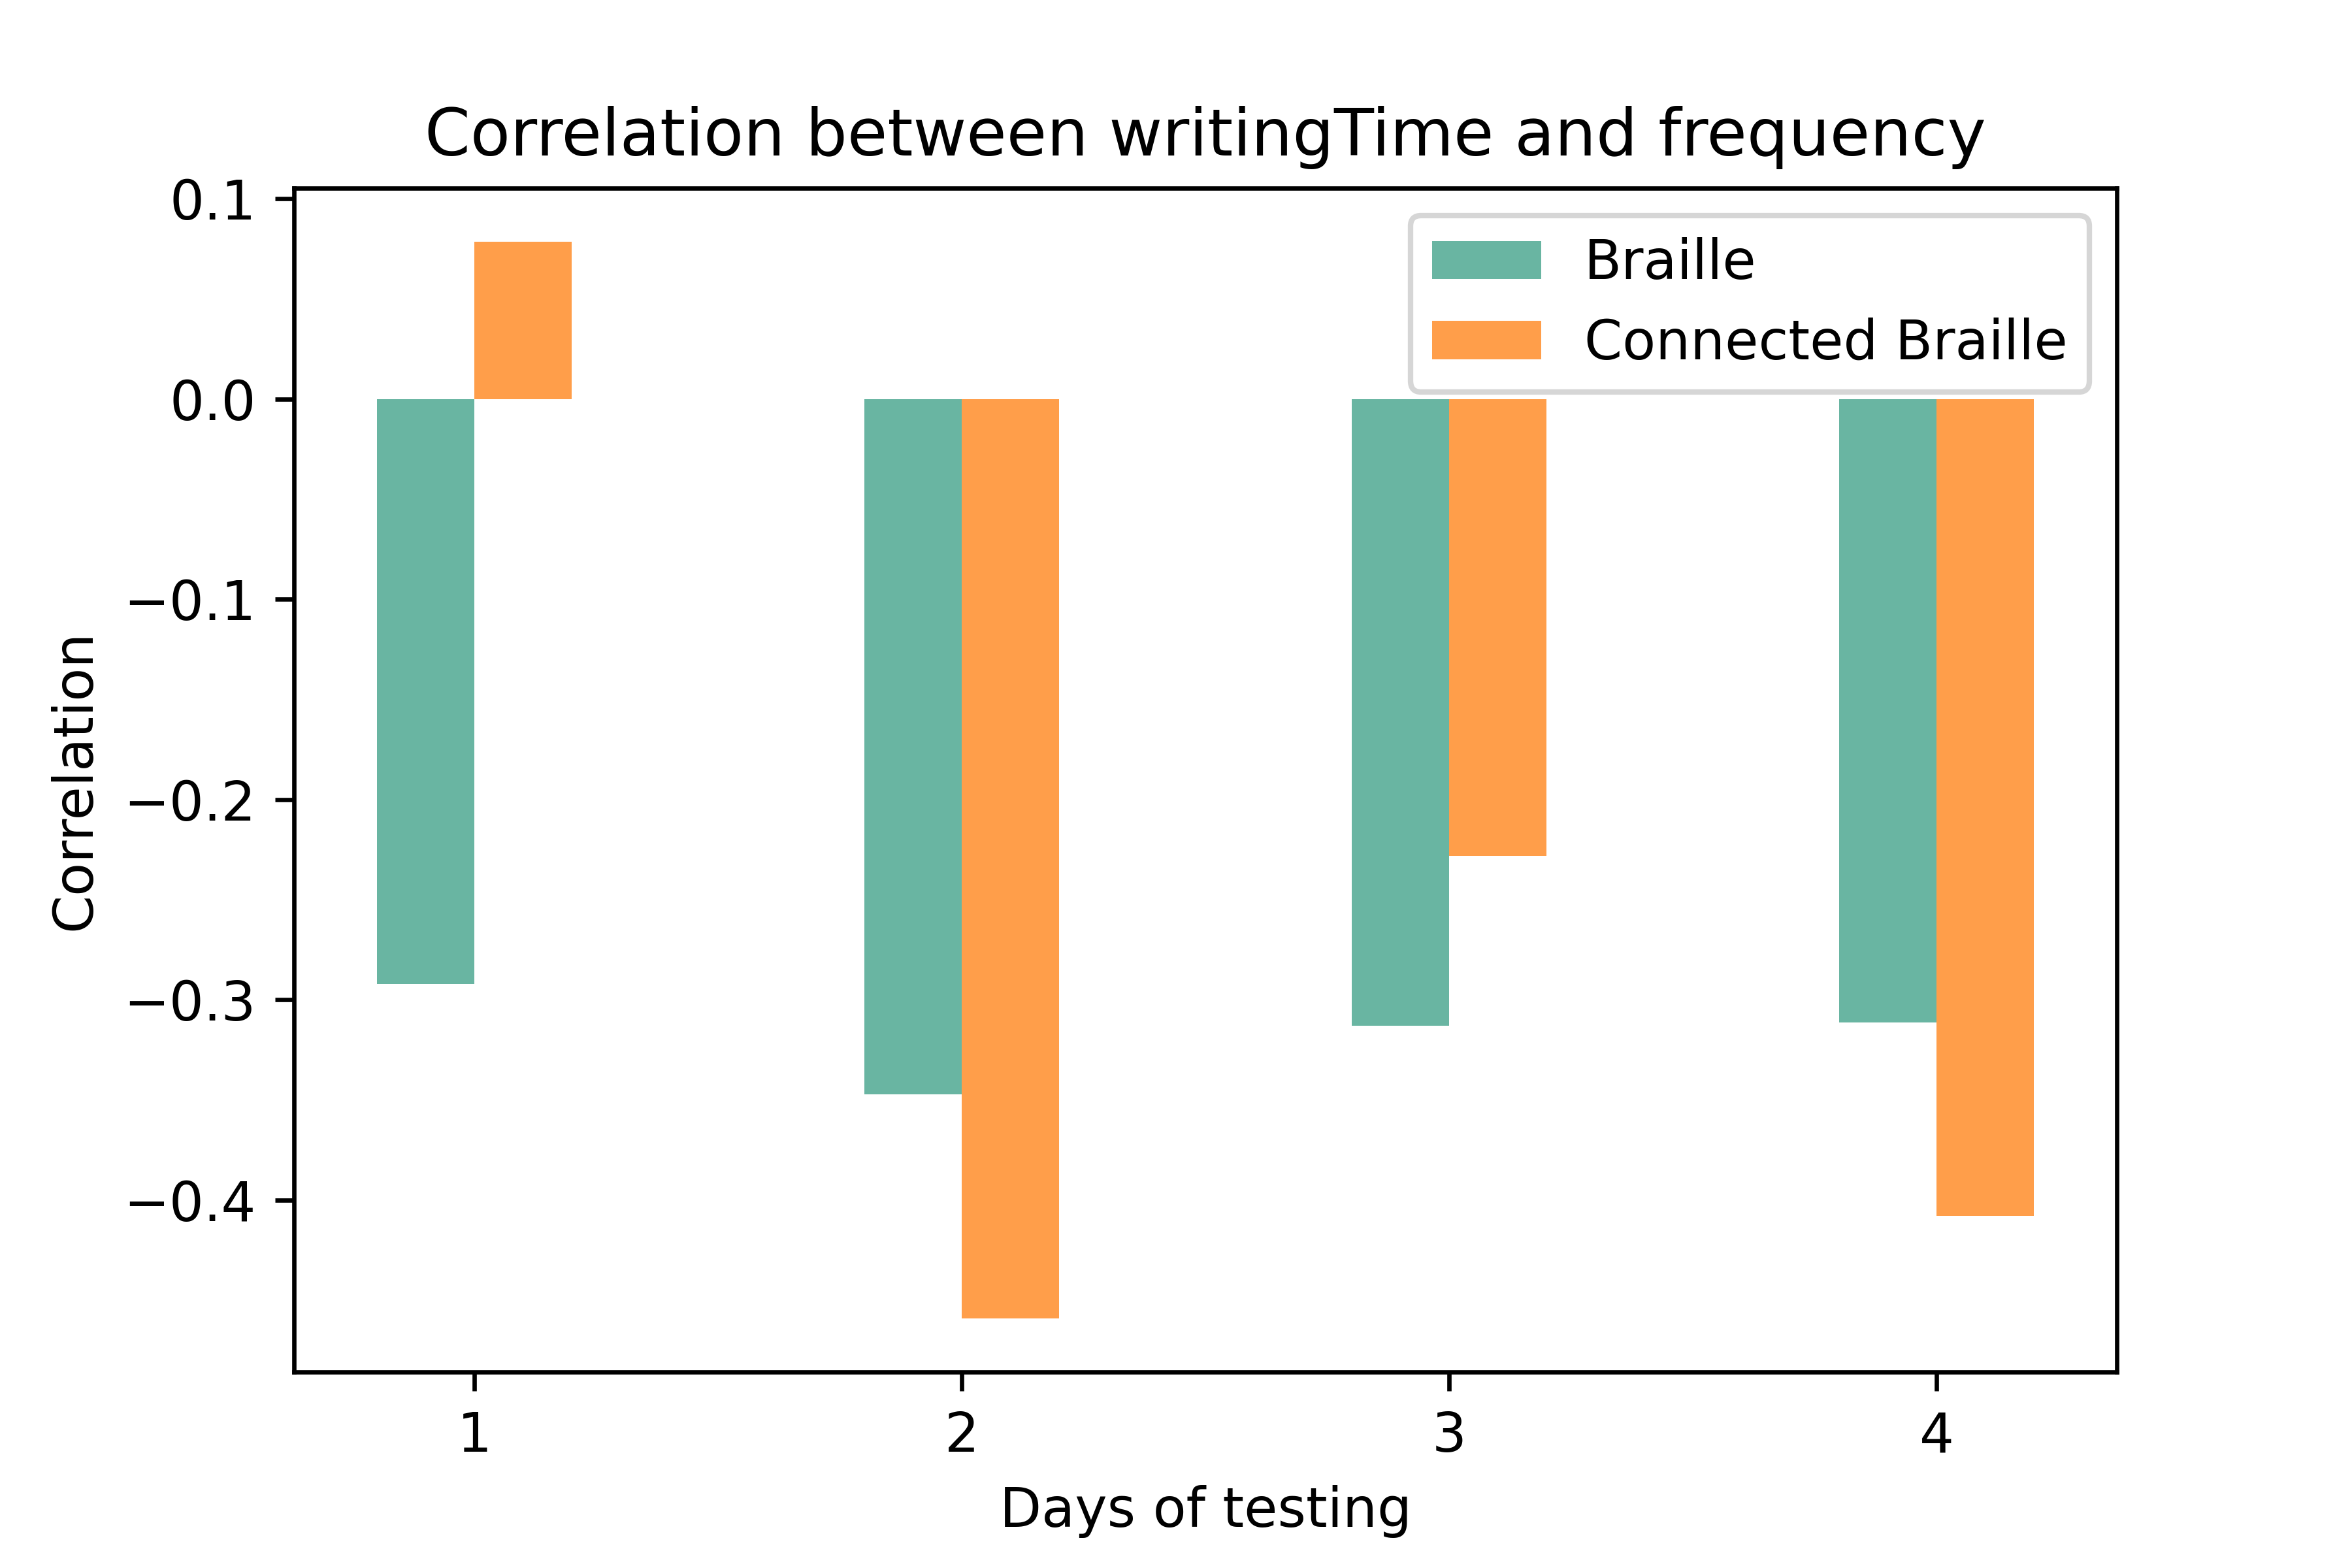 Correlation between writingTime and frequency
0.1
0.0
−0.1
−0.2
−0.3
−0.4
Correlation
Braille
Connected Braille
1 2 3 4
Days of testing